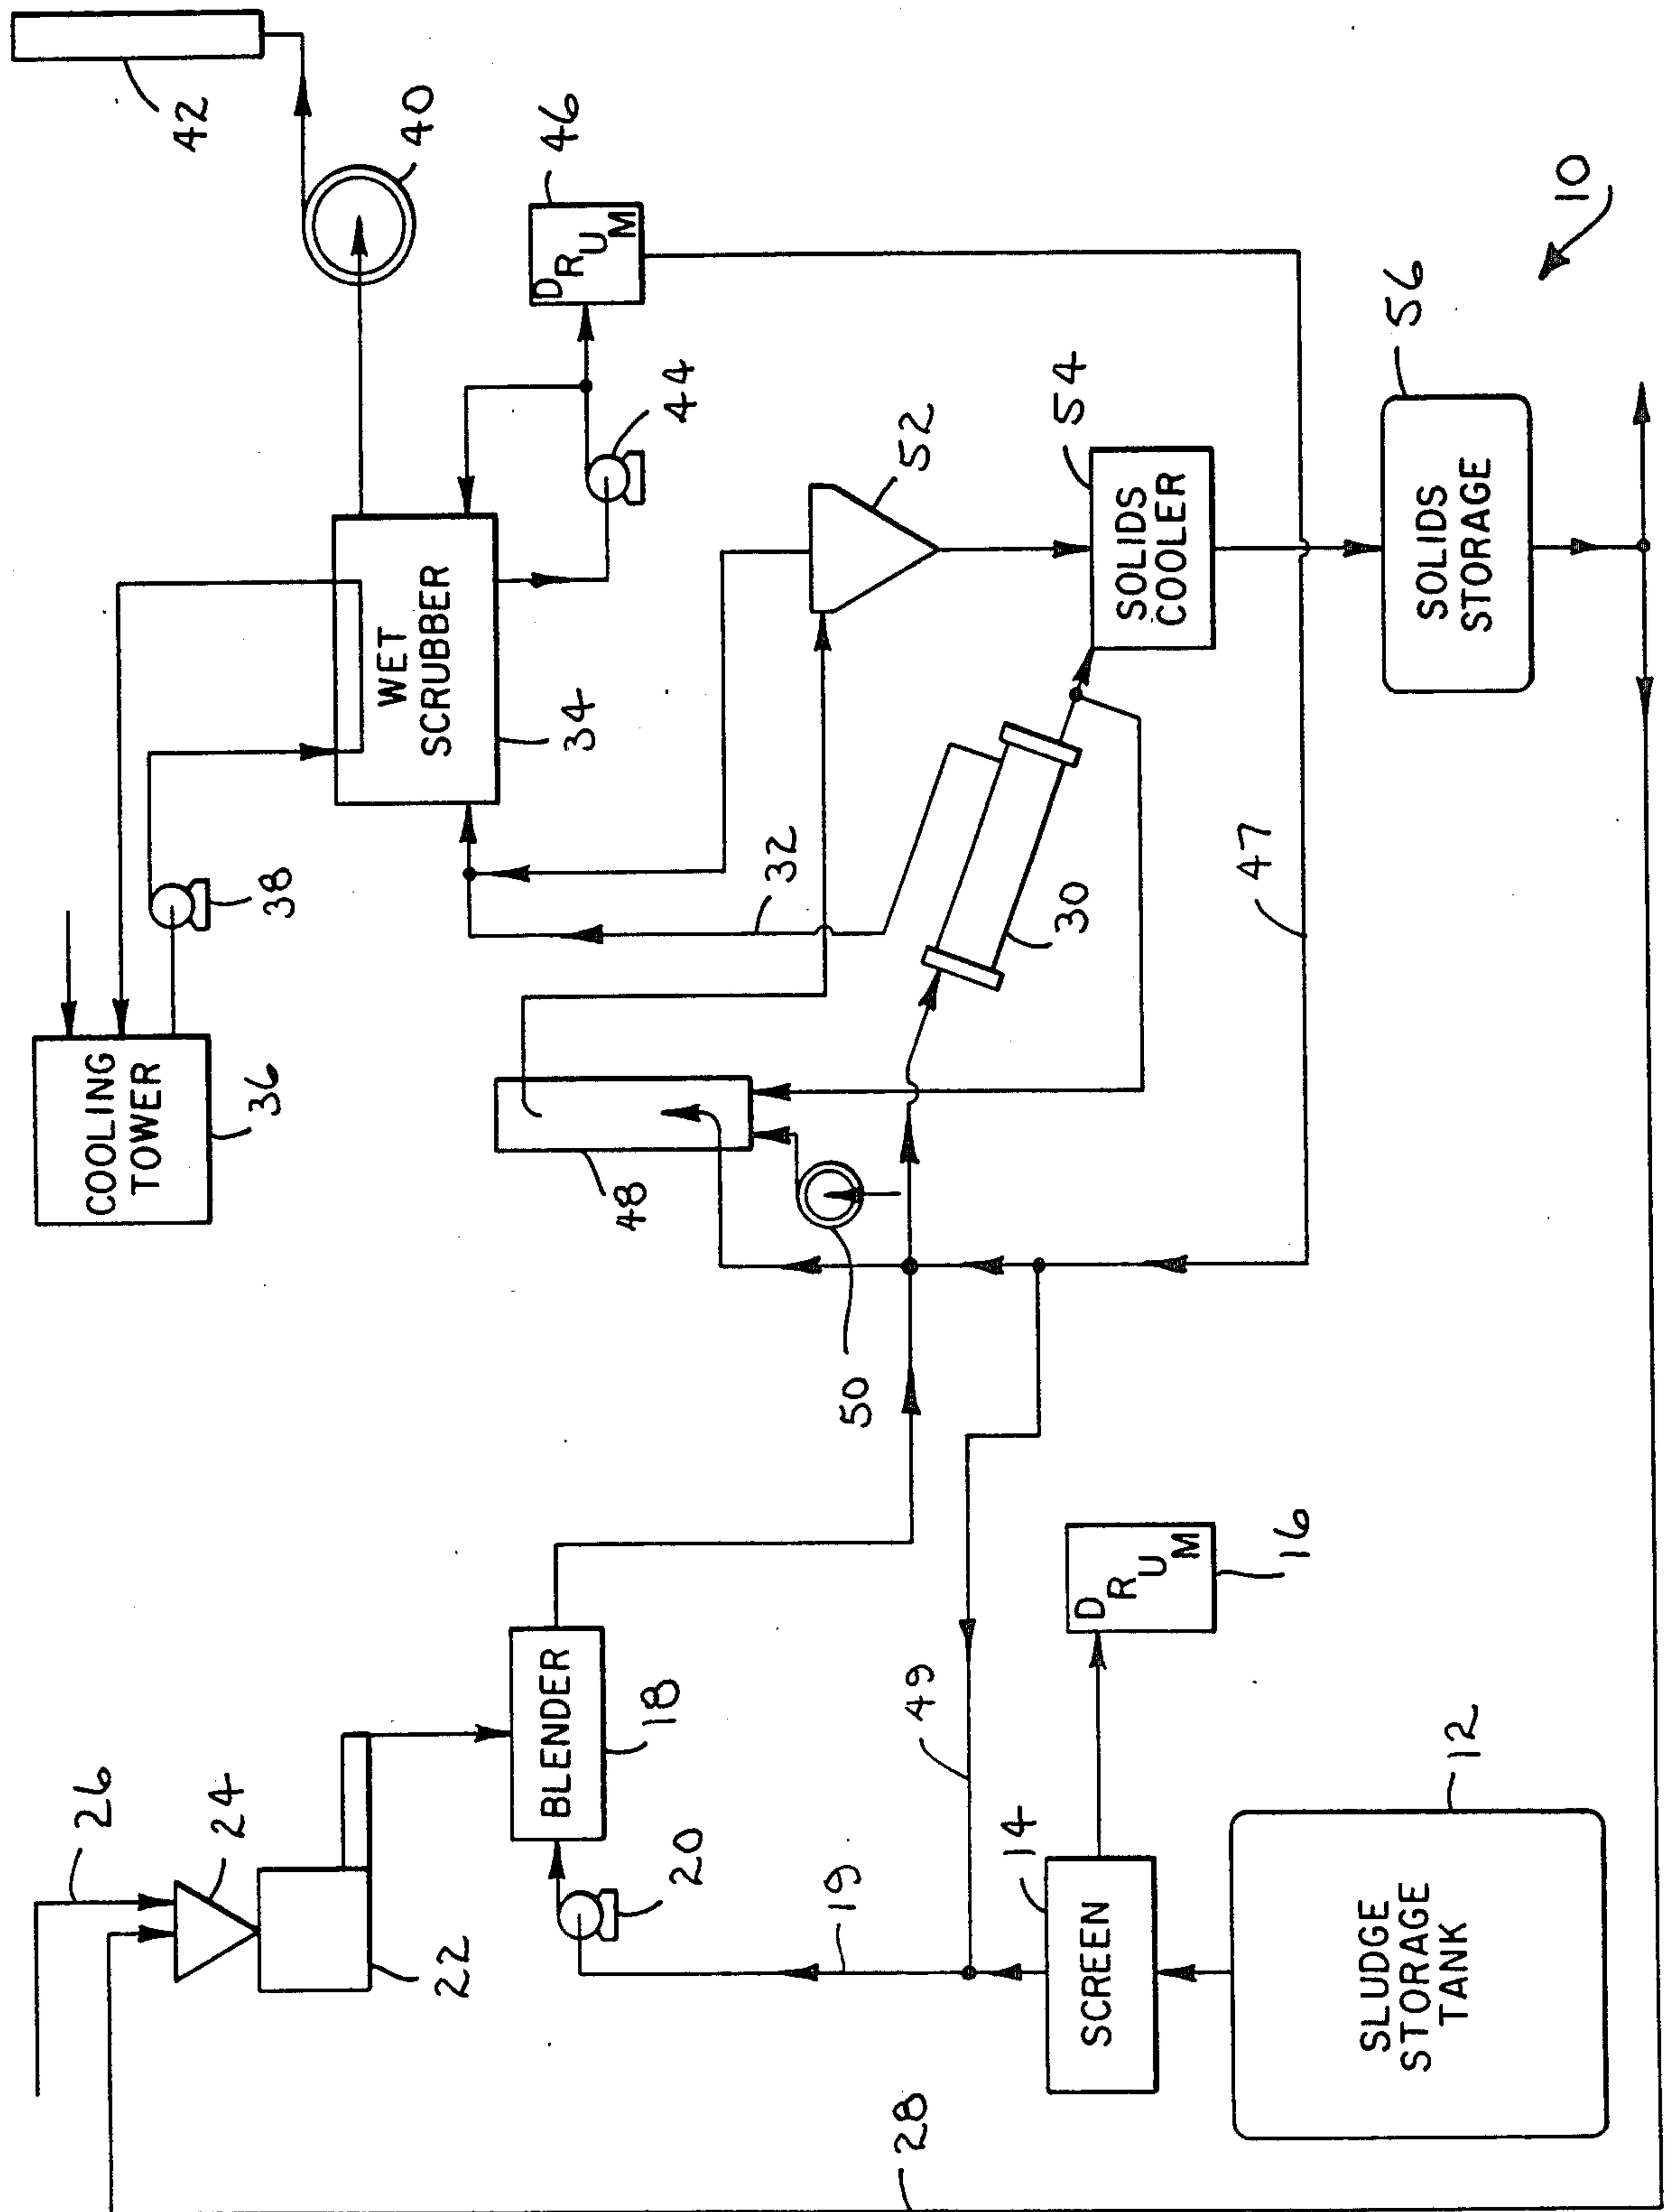 42
40
46
DRUM
10
COOLING
TOWER
36
38
WET
SCRUBBER
34
44
32
52
54
SOLIDS
COOLER
56
SOLIDS
STORAGE
30
47
48
50
26
24
22
BLENDER
18
20
19
49
14
SCREEN
DRUM
16
12
SLUDGE
STORAGE
TANK
28